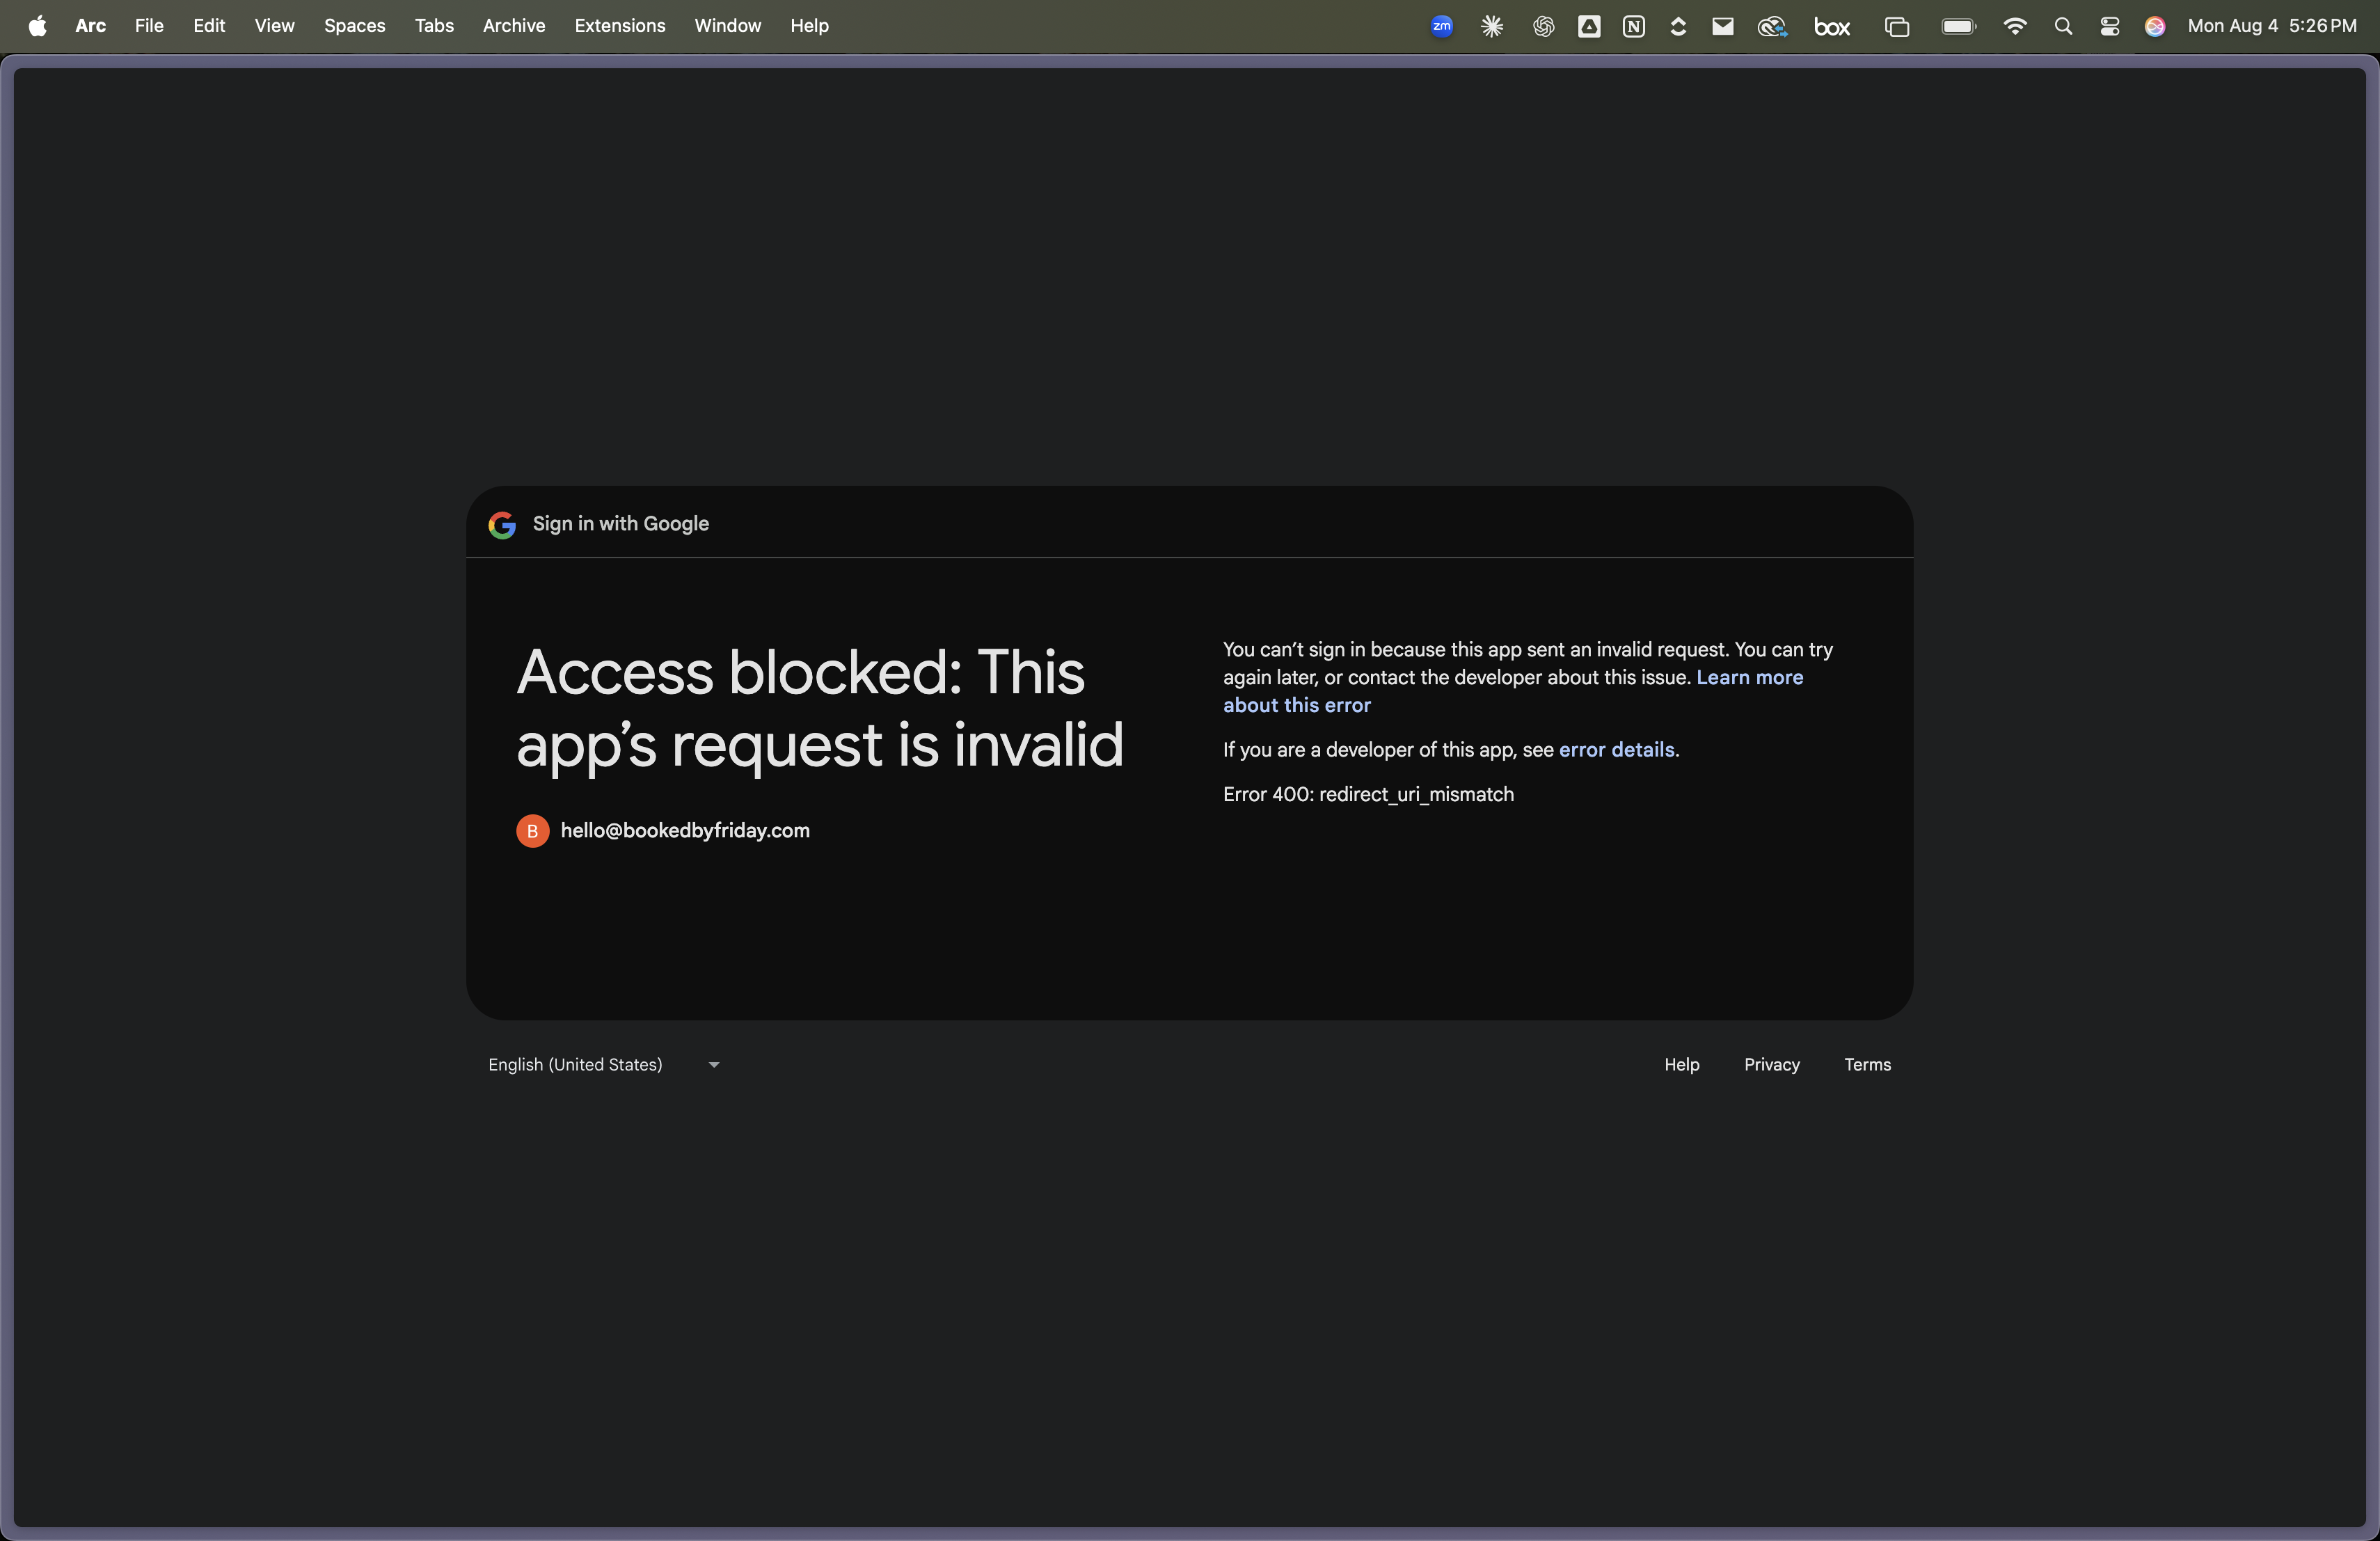 Arc File Edit View Spaces Tabs Archive Extensions Window Help zm N box Mon Aug 4 5:26 PM
Sign in with Google
Access blocked: This
app’s request is invalid
B hello@bookedbyfriday.com
You can’t sign in because this app sent an invalid request. You can try
again later, or contact the developer about this issue. Learn more
about this error
If you are a developer of this app, see error details.
Error 400: redirect_uri_mismatch
English (United States)
Help Privacy Terms